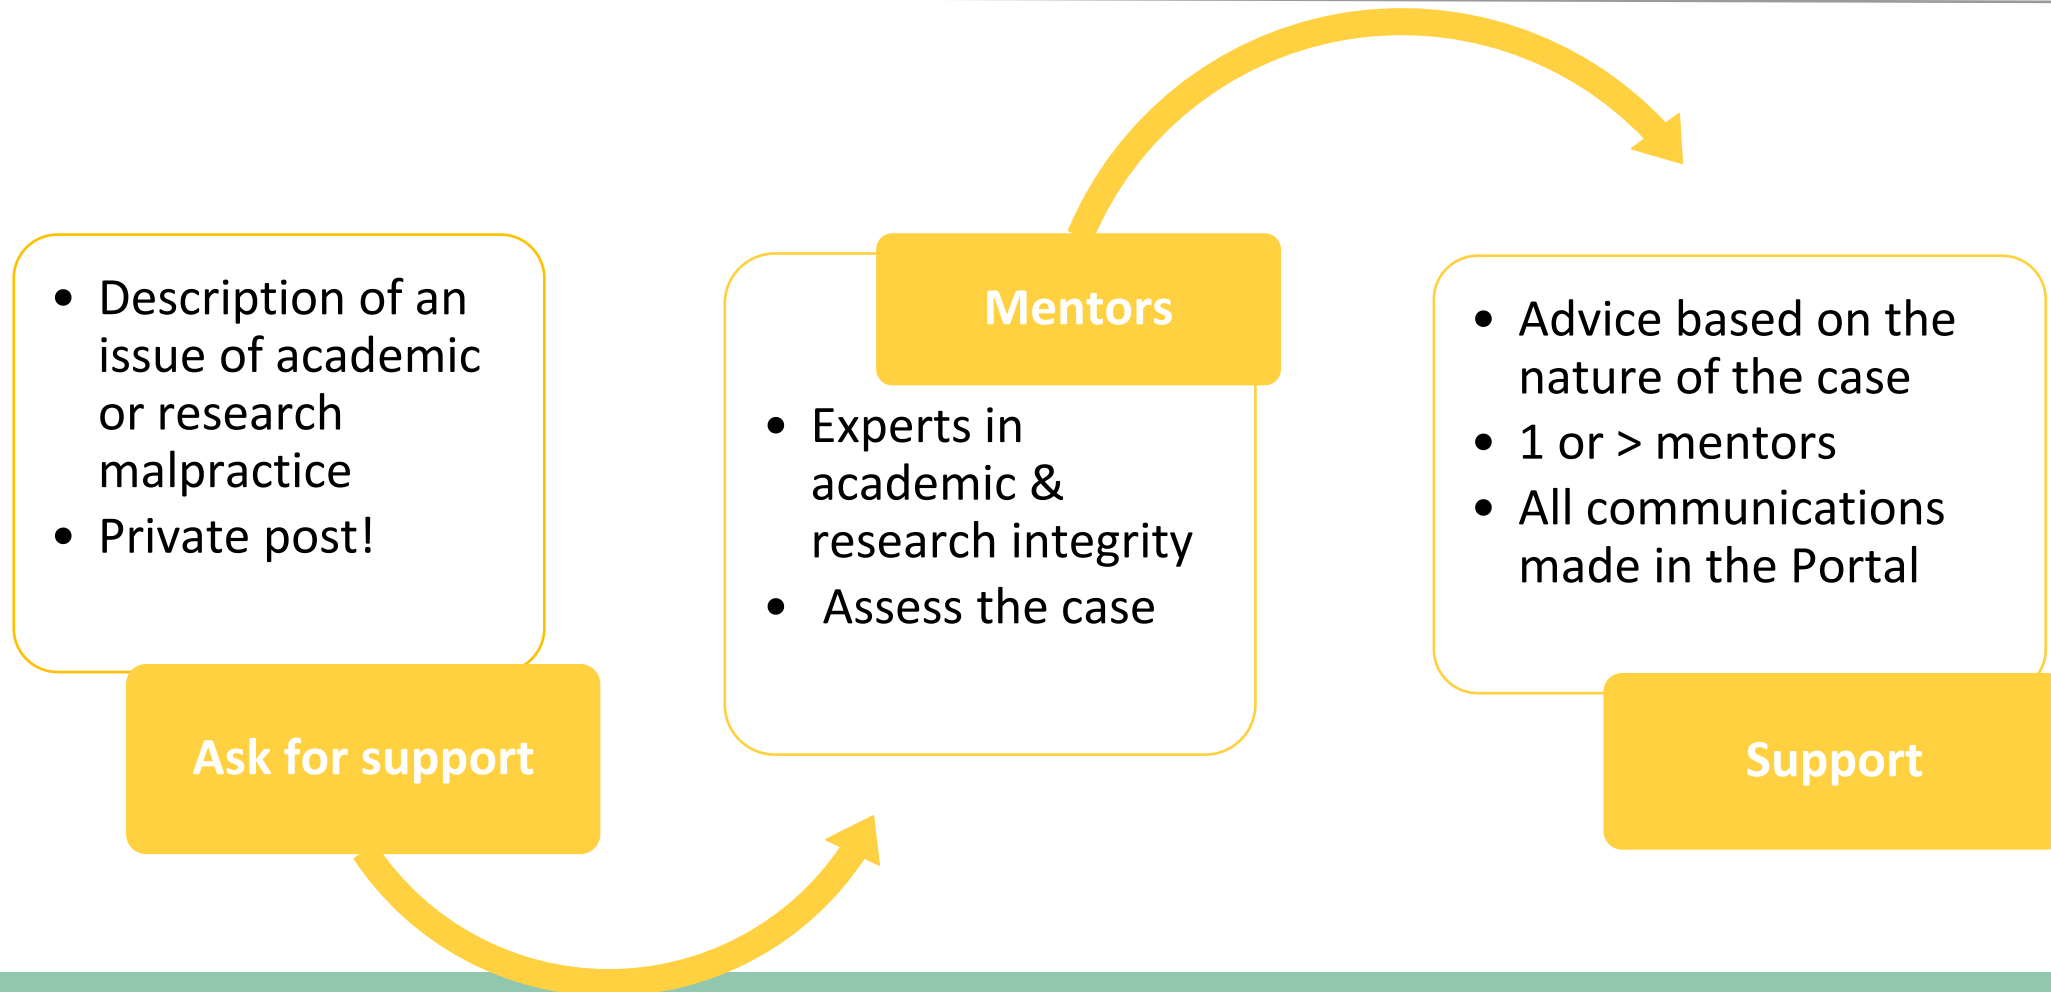 • Description of an
issue of academic
or research
malpractice
• Private post!
Ask for support
Mentors
• Experts in
academic &
research integrity
• Assess the case
• Advice based on the
nature of the case
• 1 or > mentors
• All communications
made in the Portal
Support